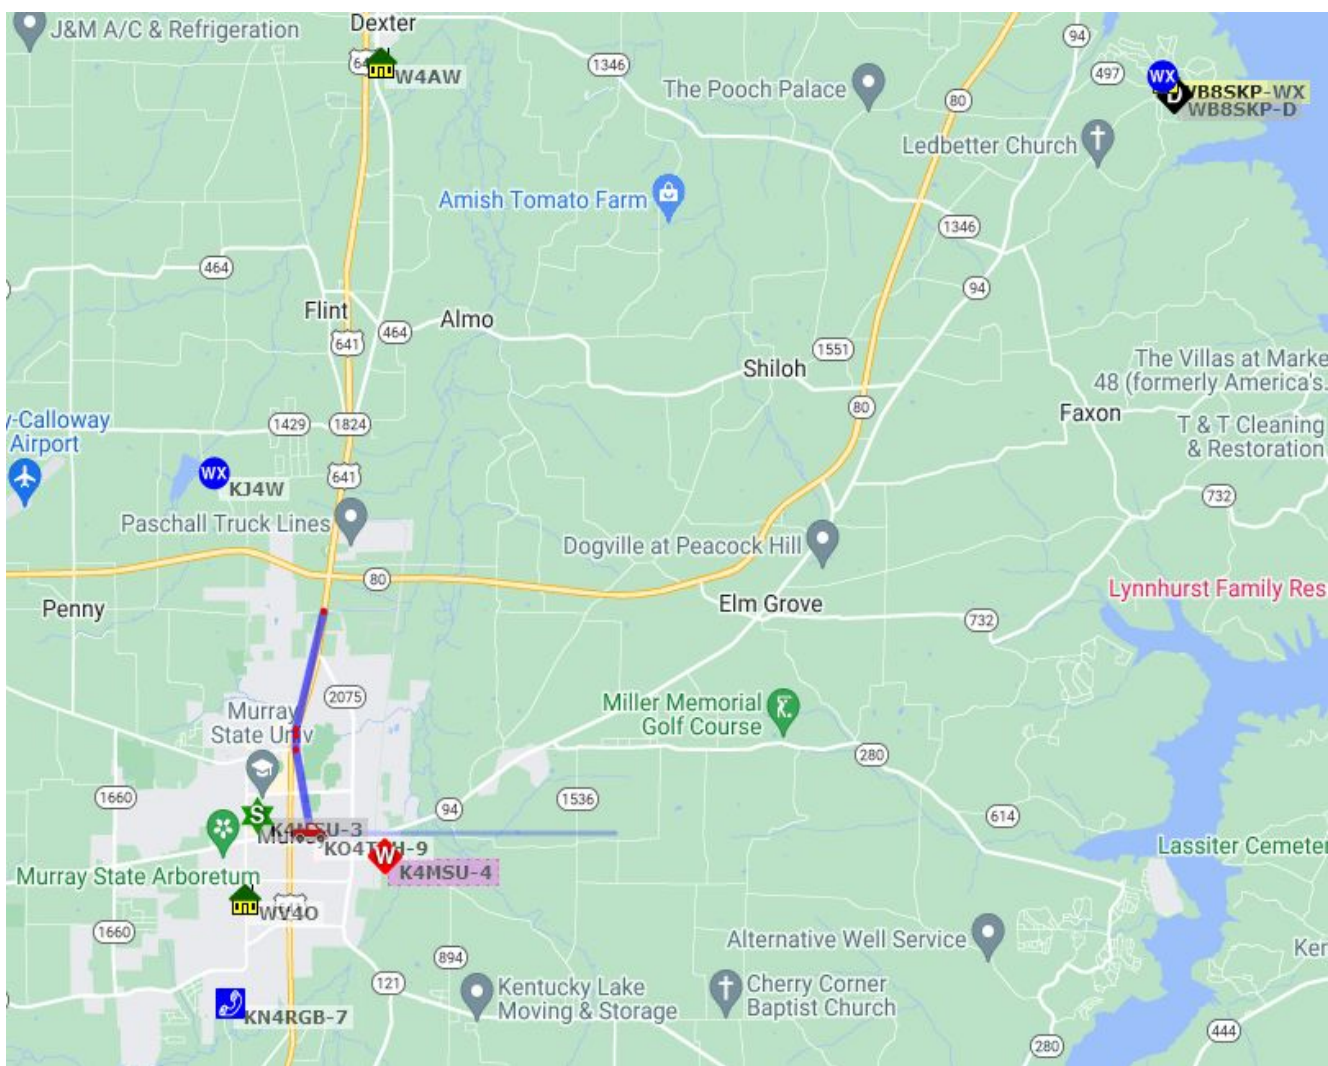 J&M A/C & Refrigeration
Dexter
94
W4AW
1346
The Pooch Palace
80
497
WX
WB8SKP-D
Ledbetter Church
Amish Tomato Farm
1346
464
94
Flint
Almo
464
641
1551
Shiloh
The Villas at Marke
48 (formerly America's.
80
Faxon
y-Calloway
Airport
1429
1824
T & T Cleaning
& Restoration
WX
KJ4W
641
732
Paschall Truck Lines
Dogville at Peacock Hill
80
Penny
Elm Grove
Lynnhurst Family Res
732
2075
Murray
State Univ
Miller Memorial
Golf Course
280
1660
94
1536
S
K4MSU-3
614
W
K4MSU-4
Lassiter Cemeter
Murray State Arboretum
WV4O
1660
Alternative Well Service
Ker
894
121
Kentucky Lake
Moving & Storage
Cherry Corner
Baptist Church
KN4RGB-7
444
280